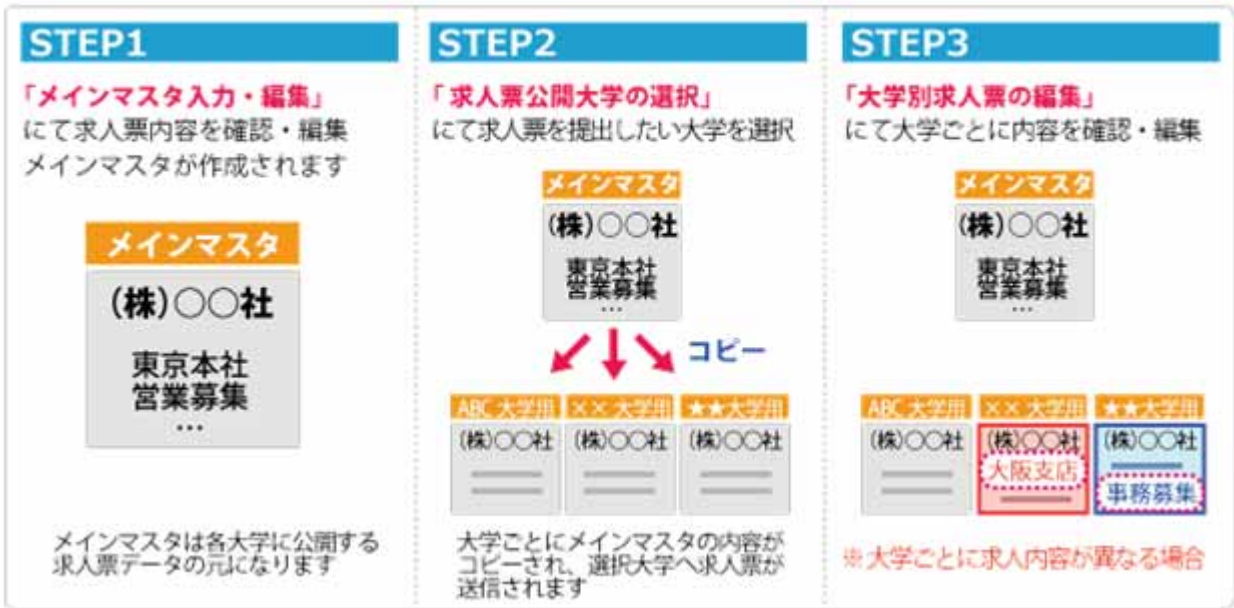 STEP1
「メインマスタ入力・編集」
にて求人票内容を確認・編集
メインマスタが作成されます
メインマスタ
(株)○○社
東京本社
営業募集
…
メインマスタは各大学に公開する
求人票データの元になります
STEP2
「求人票公開大学の選択」
にて求人票を提出したい大学を選択
メインマスタ
(株)○○社
東京本社
営業募集
…
コピー
ABC 大学用
×× 大学用
★★大学用
(株)○○社
(株)○○社
(株)○○社
大学ごとにメインマスタの内容が
コピーされ、選択大学へ求人票が
送信されます
STEP3
「大学別求人票の編集」
にて大学ごとに内容を確認・編集
メインマスタ
(株)○○社
東京本社
営業募集
…
ABC 大学用
×× 大学用
★★大学用
(株)○○社
(株)○○社
大阪支店
(株)○○社
事務募集
※大学ごとに求人内容が異なる場合